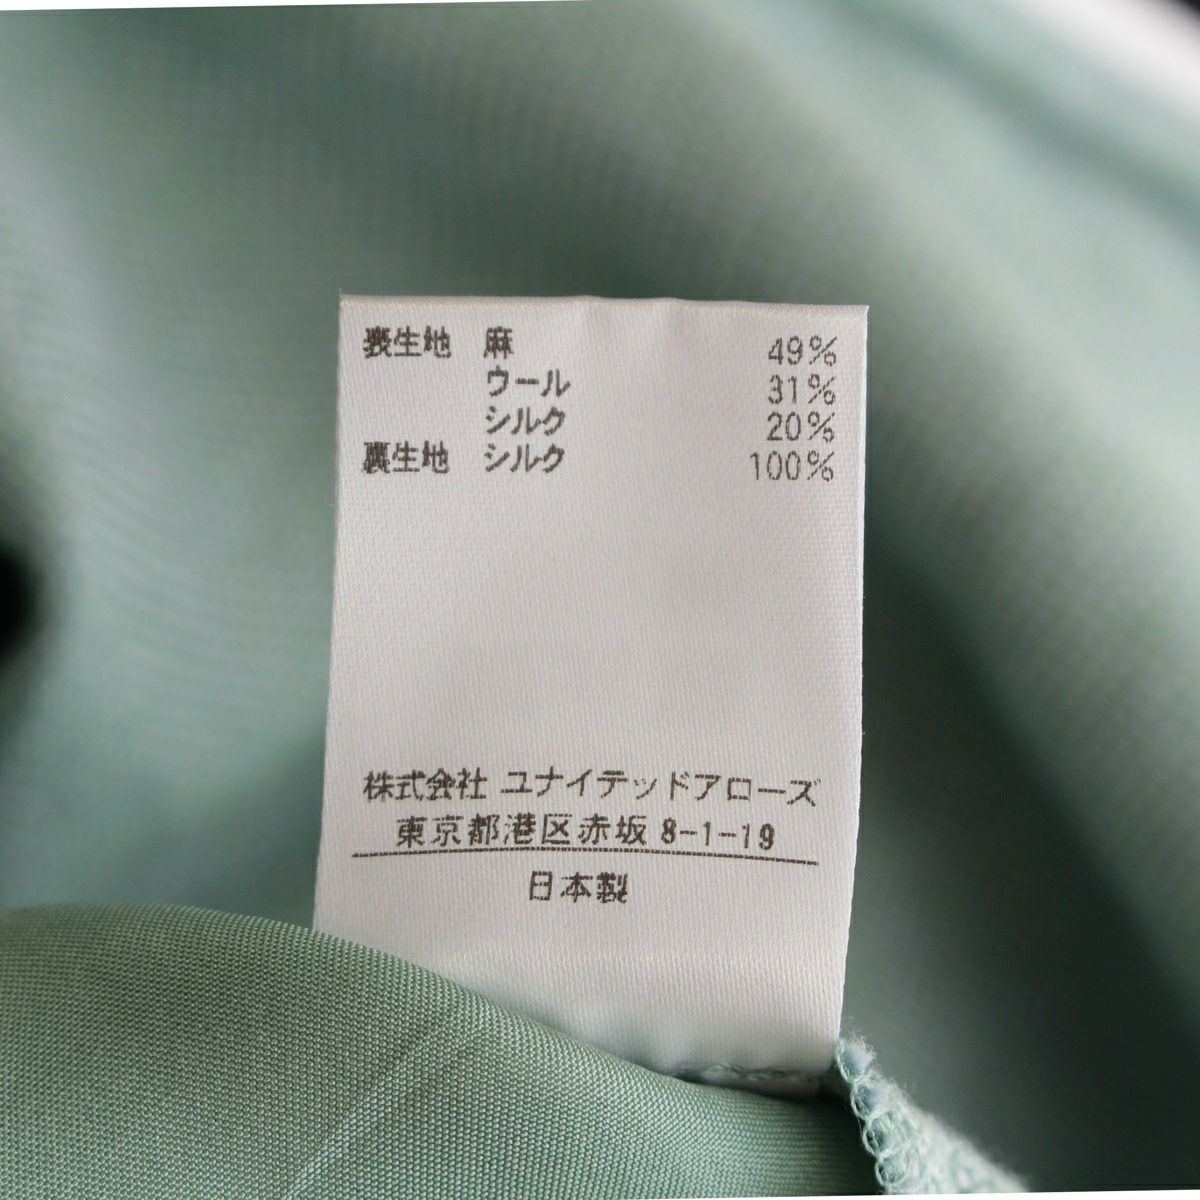 表生地 麻 49%
ウール 31%
シルク 20%
裏生地 シルク 100%
株式会社 ユナイテッドアローズ
東京都港区赤坂 8-1-19
日本製